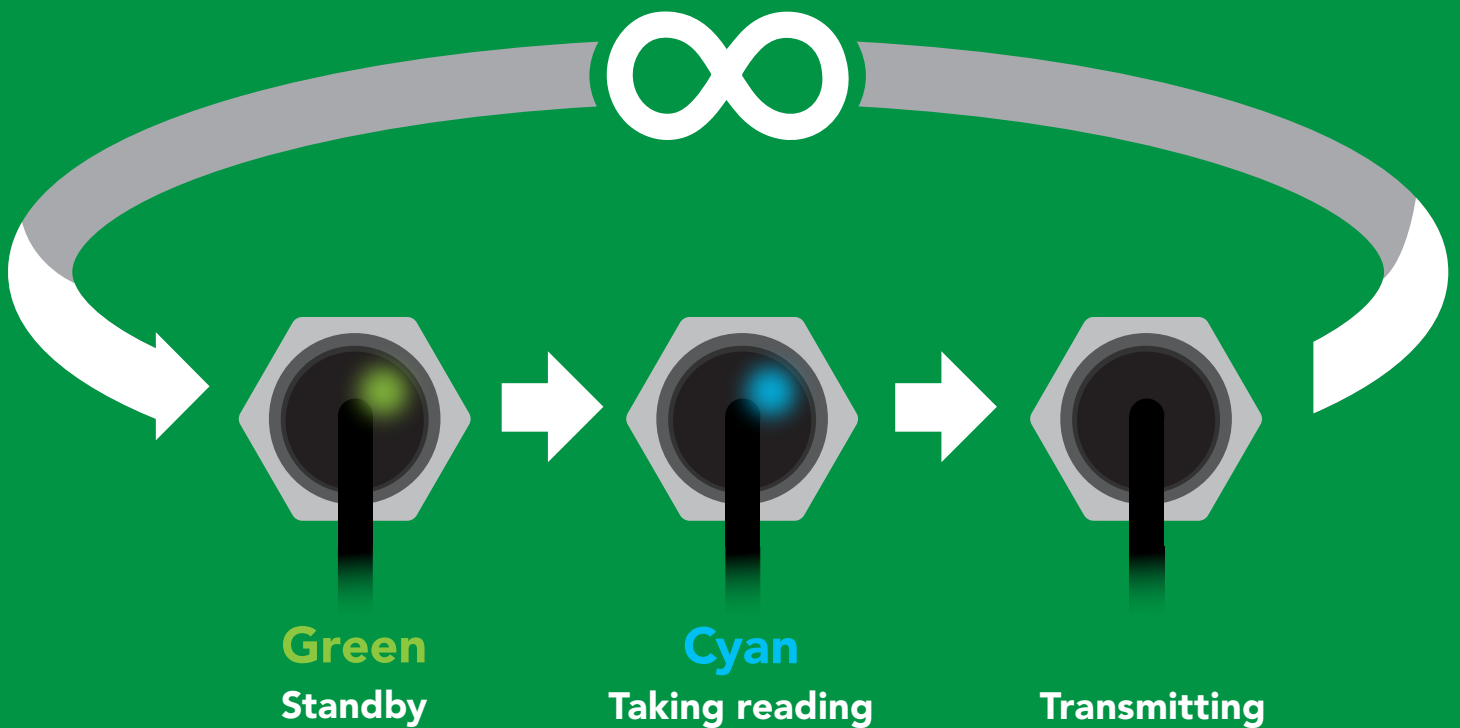 Green
Standby
Cyan
Taking reading
Transmitting